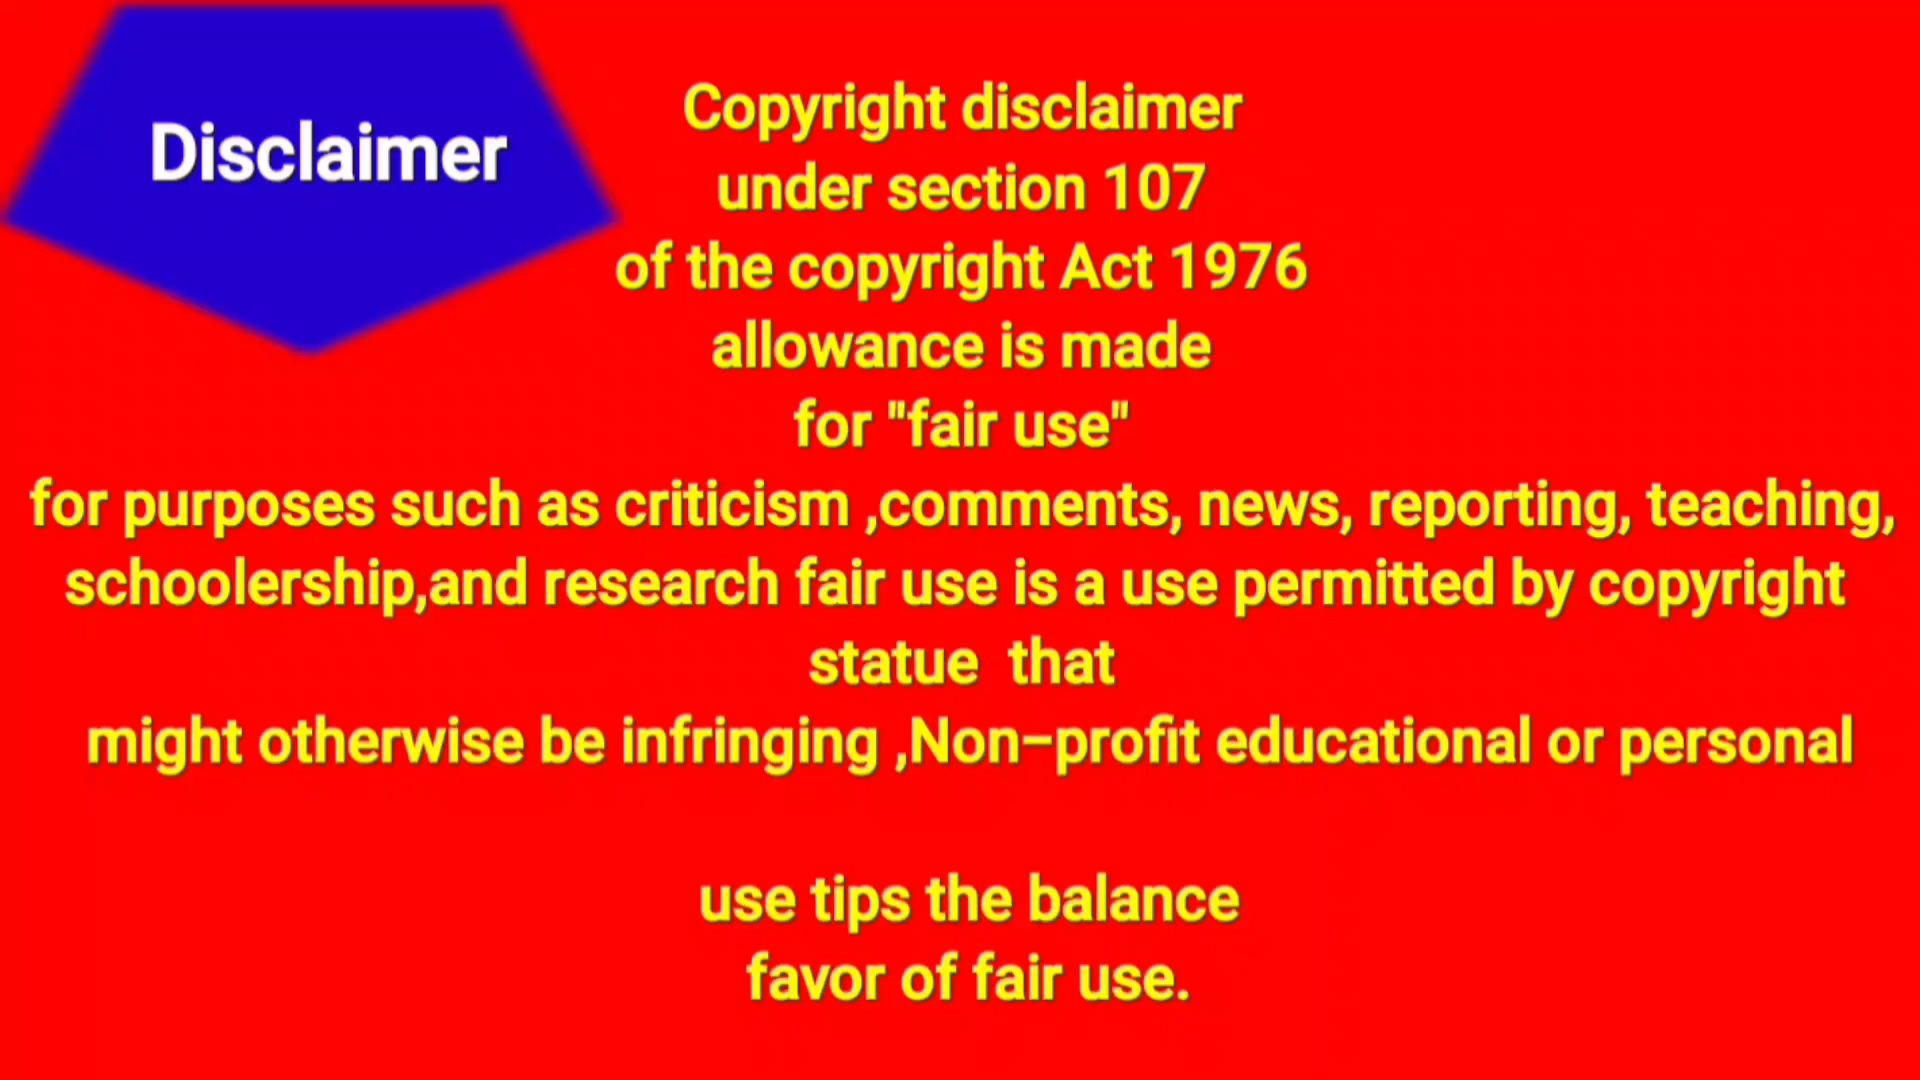 Disclaimer
Copyright disclaimer
under section 107
of the copyright Act 1976
allowance is made
for "fair use"
for purposes such as criticism ,comments, news, reporting, teaching,
schoolership,and research fair use is a use permitted by copyright
statue  that
might otherwise be infringing ,Non–profit educational or personal
use tips the balance
favor of fair use.